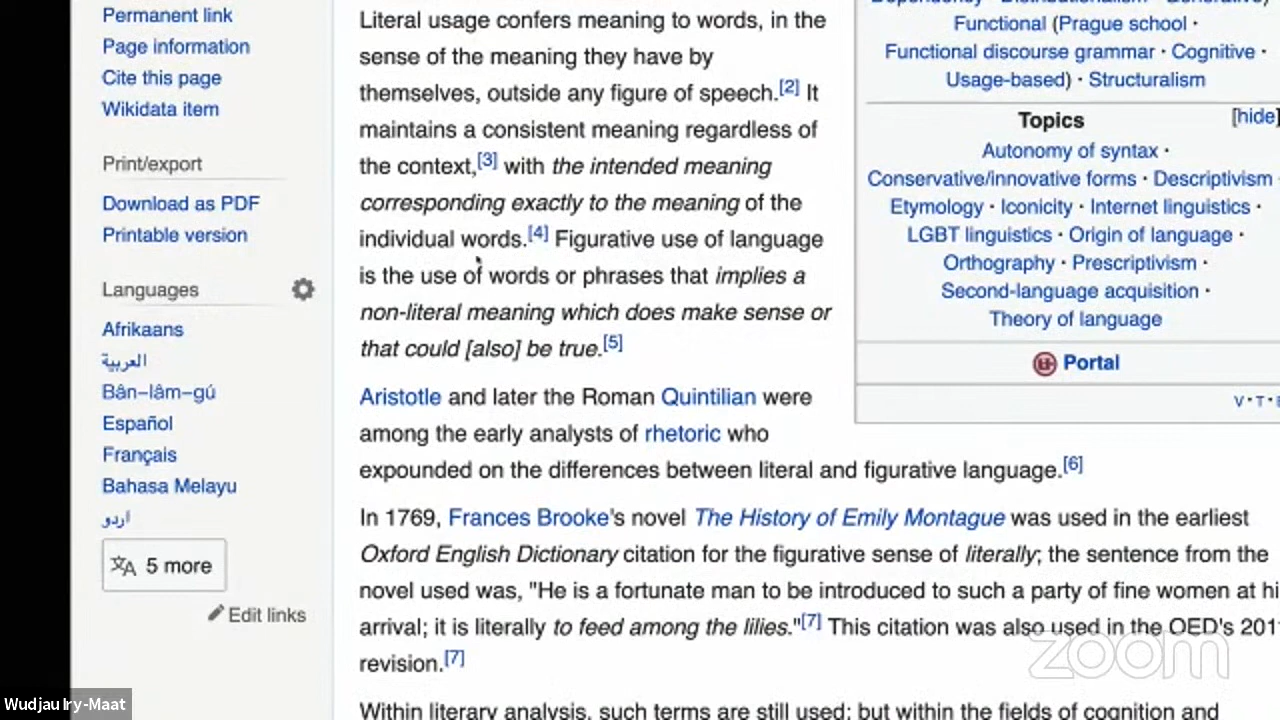 Permanent link
Page information
Cite this page
Wikidata item
Print/export
Download as PDF
Printable version
Languages
Afrikaans
العربية
Bân-lâm-gú
Español
Français
Bahasa Melayu
اردو
5 more
Edit links
Literal usage confers meaning to words, in the
sense of the meaning they have by
themselves, outside any figure of speech.[2] It
maintains a consistent meaning regardless of
the context,[3] with the intended meaning
corresponding exactly to the meaning of the
individual words.[4] Figurative use of language
is the use of words or phrases that implies a
non-literal meaning which does make sense or
that could [also] be true.[5]
Aristotle and later the Roman Quintilian were
among the early analysts of rhetoric who
expounded on the differences between literal and figurative language.[6]
In 1769, Frances Brooke's novel The History of Emily Montague was used in the earliest
Oxford English Dictionary citation for the figurative sense of literally; the sentence from the
novel used was, "He is a fortunate man to be introduced to such a party of fine women at hi
arrival; it is literally to feed among the lilies."[7] This citation was also used in the OED's 201
revision.[7]
Within literary analysis, such terms are still used; but within the fields of cognition and
Functional (Prague school ·
Functional discourse grammar · Cognitive ·
Usage-based) · Structuralism
Topics [hide]
Autonomy of syntax ·
Conservative/innovative forms · Descriptivism ·
Etymology · Iconicity · Internet linguistics ·
LGBT linguistics · Origin of language ·
Orthography · Prescriptivism ·
Second-language acquisition ·
Theory of language
Portal
V · T · E
zoom
Wudjau Iry-Maat